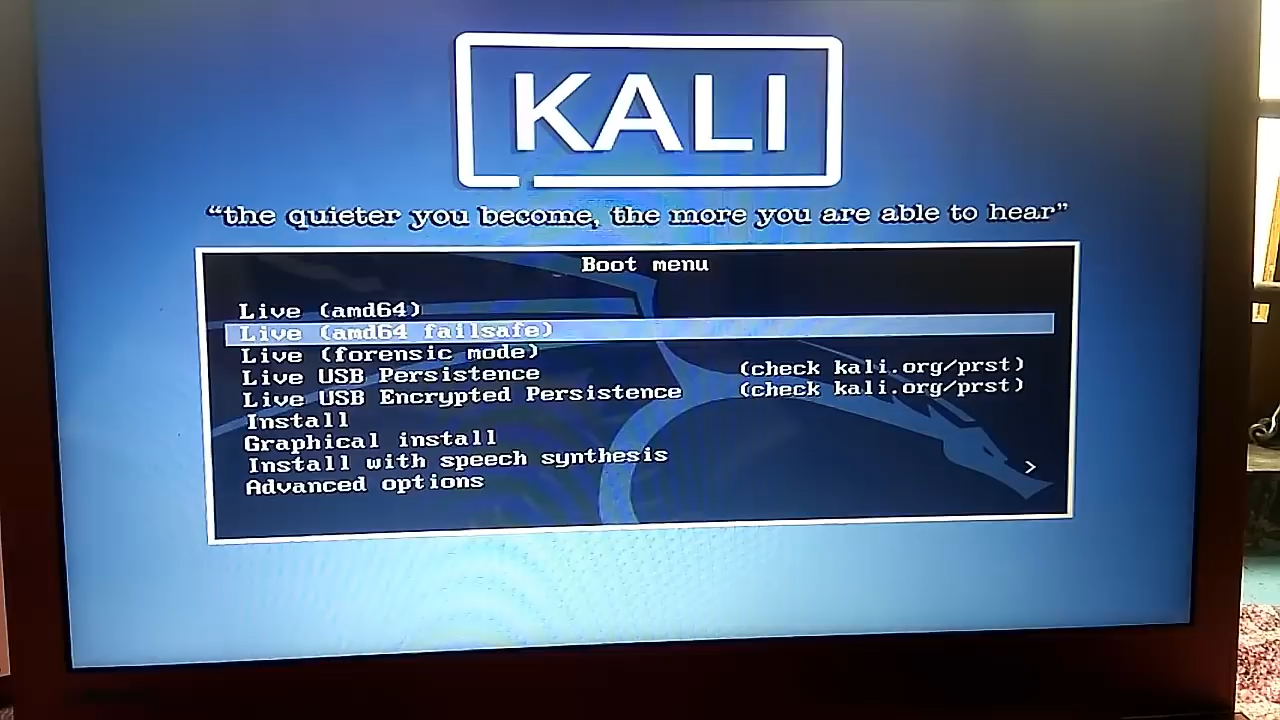 KALI
“the quieter you become, the more you are able to hear”
Boot menu
Live (amd64)
Live (amd64 failsafe)
Live (forensic mode)
Live USB Persistence (check kali.org/prst)
Live USB Encrypted Persistence (check kali.org/prst)
Install
Graphical install
Install with speech synthesis
Advanced options >